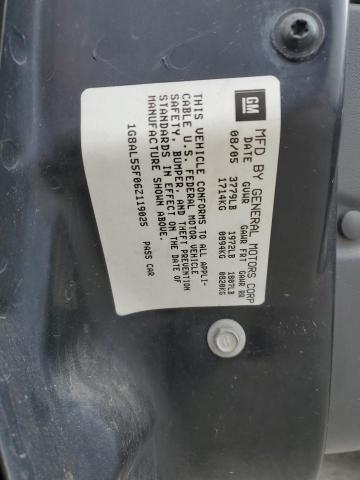 GM
MFD BY GENERAL MOTORS CORP
DATE GVWR GAWR FRT GAWR RR
08/05 3779LB 1972LB 1807LB
1714KG 0894KG 0820KG
THIS VEHICLE CONFORMS TO ALL APPLI-
CABLE U.S. FEDERAL MOTOR VEHICLE
SAFETY, BUMPER, AND THEFT PREVENTION
STANDARDS IN EFFECT ON THE DATE OF
MANUFACTURE SHOWN ABOVE.
1G8AL55F06Z119025 PASS CAR